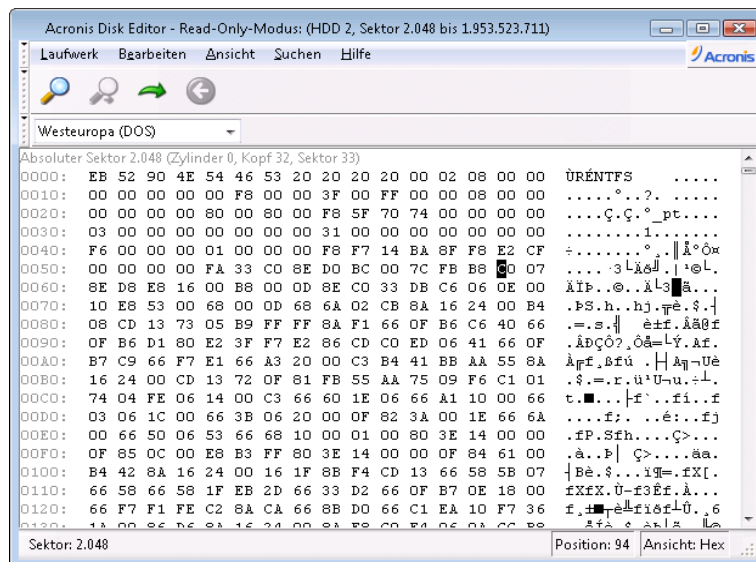 Acronis Disk Editor - Read-Only-Modus: (HDD 2, Sektor 2.048 bis 1.953.523.711)
Laufwerk Bearbeiten Ansicht Suchen Hilfe
Acronis
Westeuropa (DOS)
Absoluter Sektor 2.048 (Zylinder 0, Kopf 32, Sektor 33)
0000: EB 52 90 4E 54 46 53 20 20 20 20 00 02 08 00 00 ÙRÉNTFS .....
0010: 00 00 00 00 00 F8 00 00 3F 00 FF 00 00 08 00 00 .....°..?. ......
0020: 00 00 00 00 80 00 80 00 F8 5F 70 74 00 00 00 00 ....Ç.Ç.°_pt....
0030: 03 00 00 00 00 00 00 00 31 00 00 00 00 00 00 00 ........1.......
0040: F6 00 00 00 01 00 00 00 F8 F7 14 BA 8F F8 E2 CF
0050: 00 00 00 00 FA 33 C0 8E D0 BC 00 7C FB B8 C0 07
0060: 8E D8 E8 16 00 B8 00 0D 8E C0 33 DB C6 06 0E 00
0070: 10 E8 53 00 68 00 0D 68 6A 02 CB 8A 16 24 00 B4
0080: 08 CD 13 73 05 B9 FF FF 8A F1 66 0F B6 C6 40 66
0090: 0F B6 D1 80 E2 3F F7 E2 86 CD C0 ED 06 41 66 0F
00A0: B7 C9 66 F7 E1 66 A3 20 00 C3 B4 41 BB AA 55 8A
00B0: 16 24 00 CD 13 72 0F 81 FB 55 AA 75 09 F6 C1 01
00C0: 74 04 FE 06 14 00 C3 66 60 1E 06 66 A1 10 00 66
00D0: 03 06 1C 00 66 3B 06 20 00 0F 82 3A 00 1E 66 6A
00E0: 00 66 50 06 53 66 68 10 00 01 00 80 3E 14 00 00
00F0: 0F 85 0C 00 E8 B3 FF 80 3E 14 00 00 0F 84 61 00
0100: B4 42 8A 16 24 00 16 1F 8B F4 CD 13 66 58 5B 07
0110: 66 58 66 58 1F EB 2D 66 33 D2 66 0F B7 0E 18 00
0120: 66 F7 F1 FE C2 8A CA 66 8B D0 66 C1 EA 10 F7 36
Sektor: 2.048 Position: 94 Ansicht: Hex